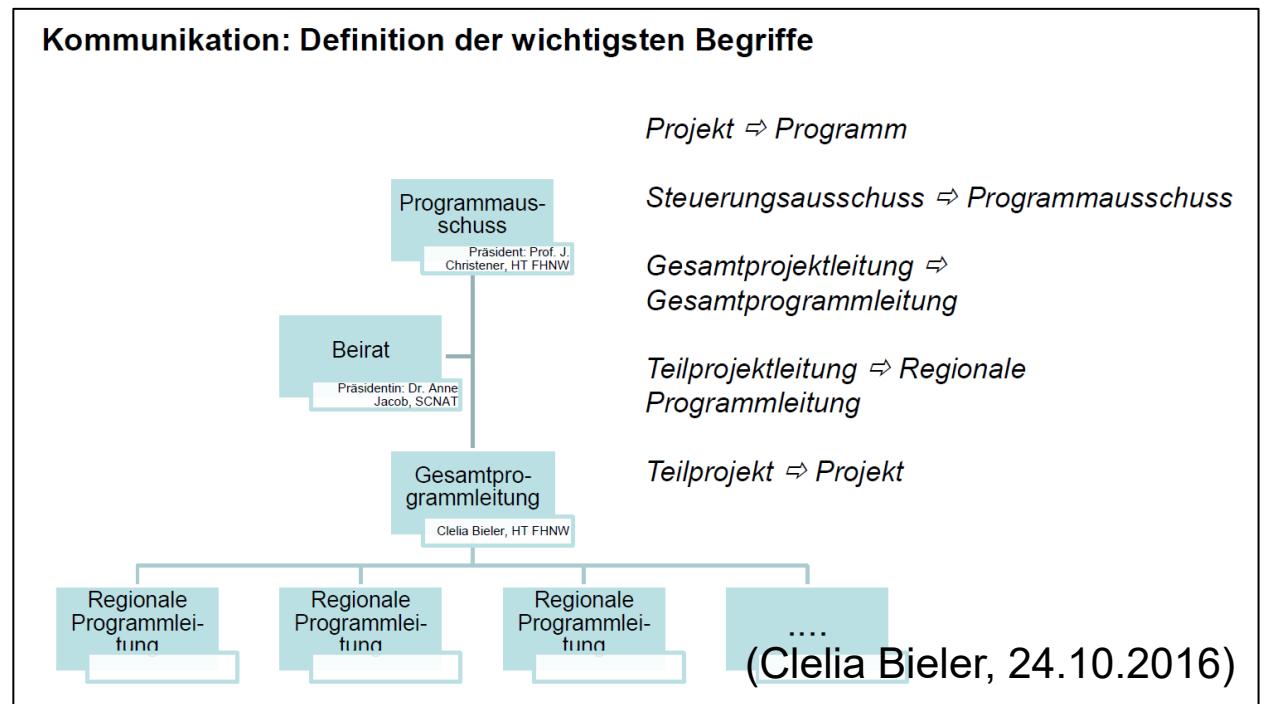 Kommunikation: Definition der wichtigsten Begriffe
Projekt ⇨ Programm
Steuerungsausschuss ⇨ Programmausschuss
Gesamtprojektleitung ⇨
Gesamtprogrammleitung
Teilprojektleitung ⇨ Regionale
Programmleitung
Teilprojekt ⇨ Projekt
Programmaus-
schuss
Präsident: Prof. J.
Christener, HT FHNW
Beirat
Präsidentin: Dr. Anne
Jacob, SCNAT
Gesamtpro-
grammleitung
Clelia Bieler, HT FHNW
Regionale
Programmlei-
tung
Regionale
Programmlei-
tung
Regionale
Programmlei-
tung
....
(Clelia Bieler, 24.10.2016)